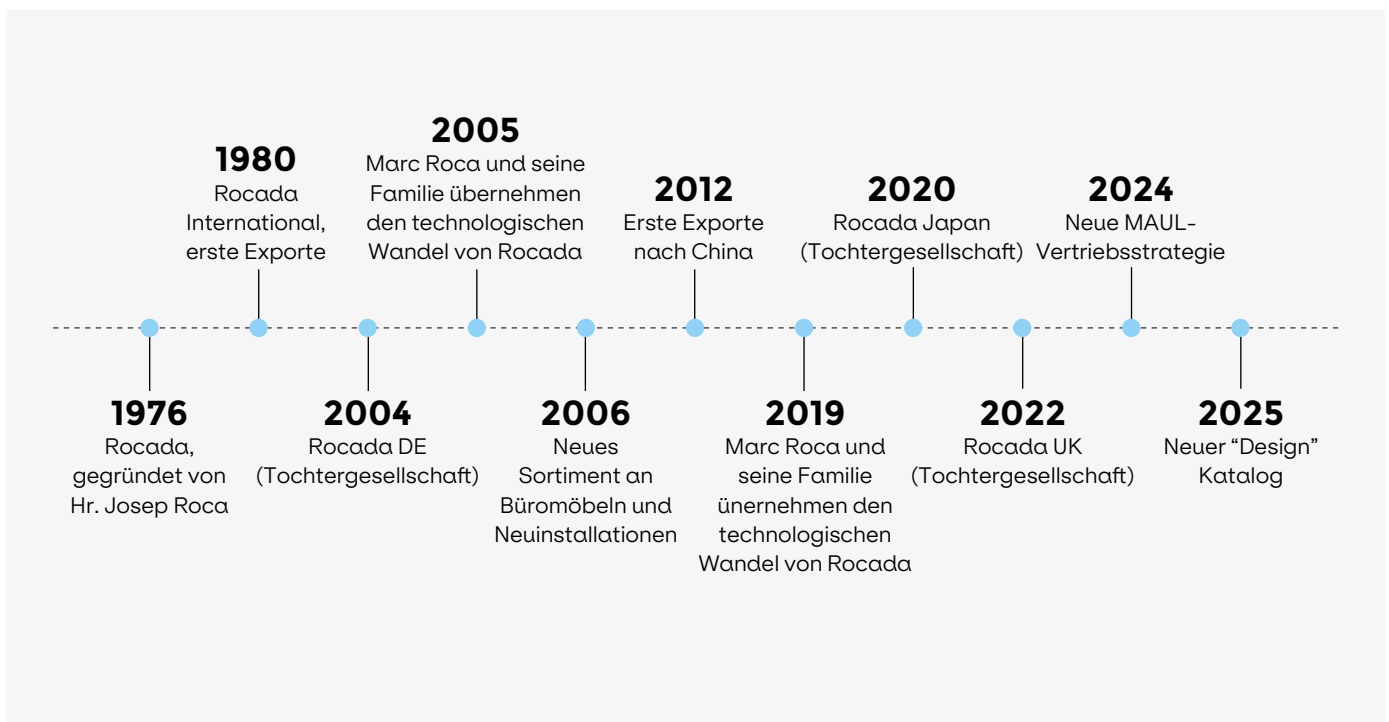 1976
Rocada,
gegründet von
Hr. Josep Roca
1980
Rocada
International,
erste Exporte
2004
Rocada DE
(Tochtergesellschaft)
2005
Marc Roca und seine
Familie übernehmen
den technologischen
Wandel von Rocada
2006
Neues
Sortiment an
Büromöbeln und
Neuinstallationen
2012
Erste Exporte
nach China
2019
Marc Roca und
seine Familie
ünernehmen den
technologischen
Wandel von Rocada
2020
Rocada Japan
(Tochtergesellschaft)
2022
Rocada UK
(Tochtergesellschaft)
2024
Neue MAUL-
Vertriebsstrategie
2025
Neuer “Design”
Katalog